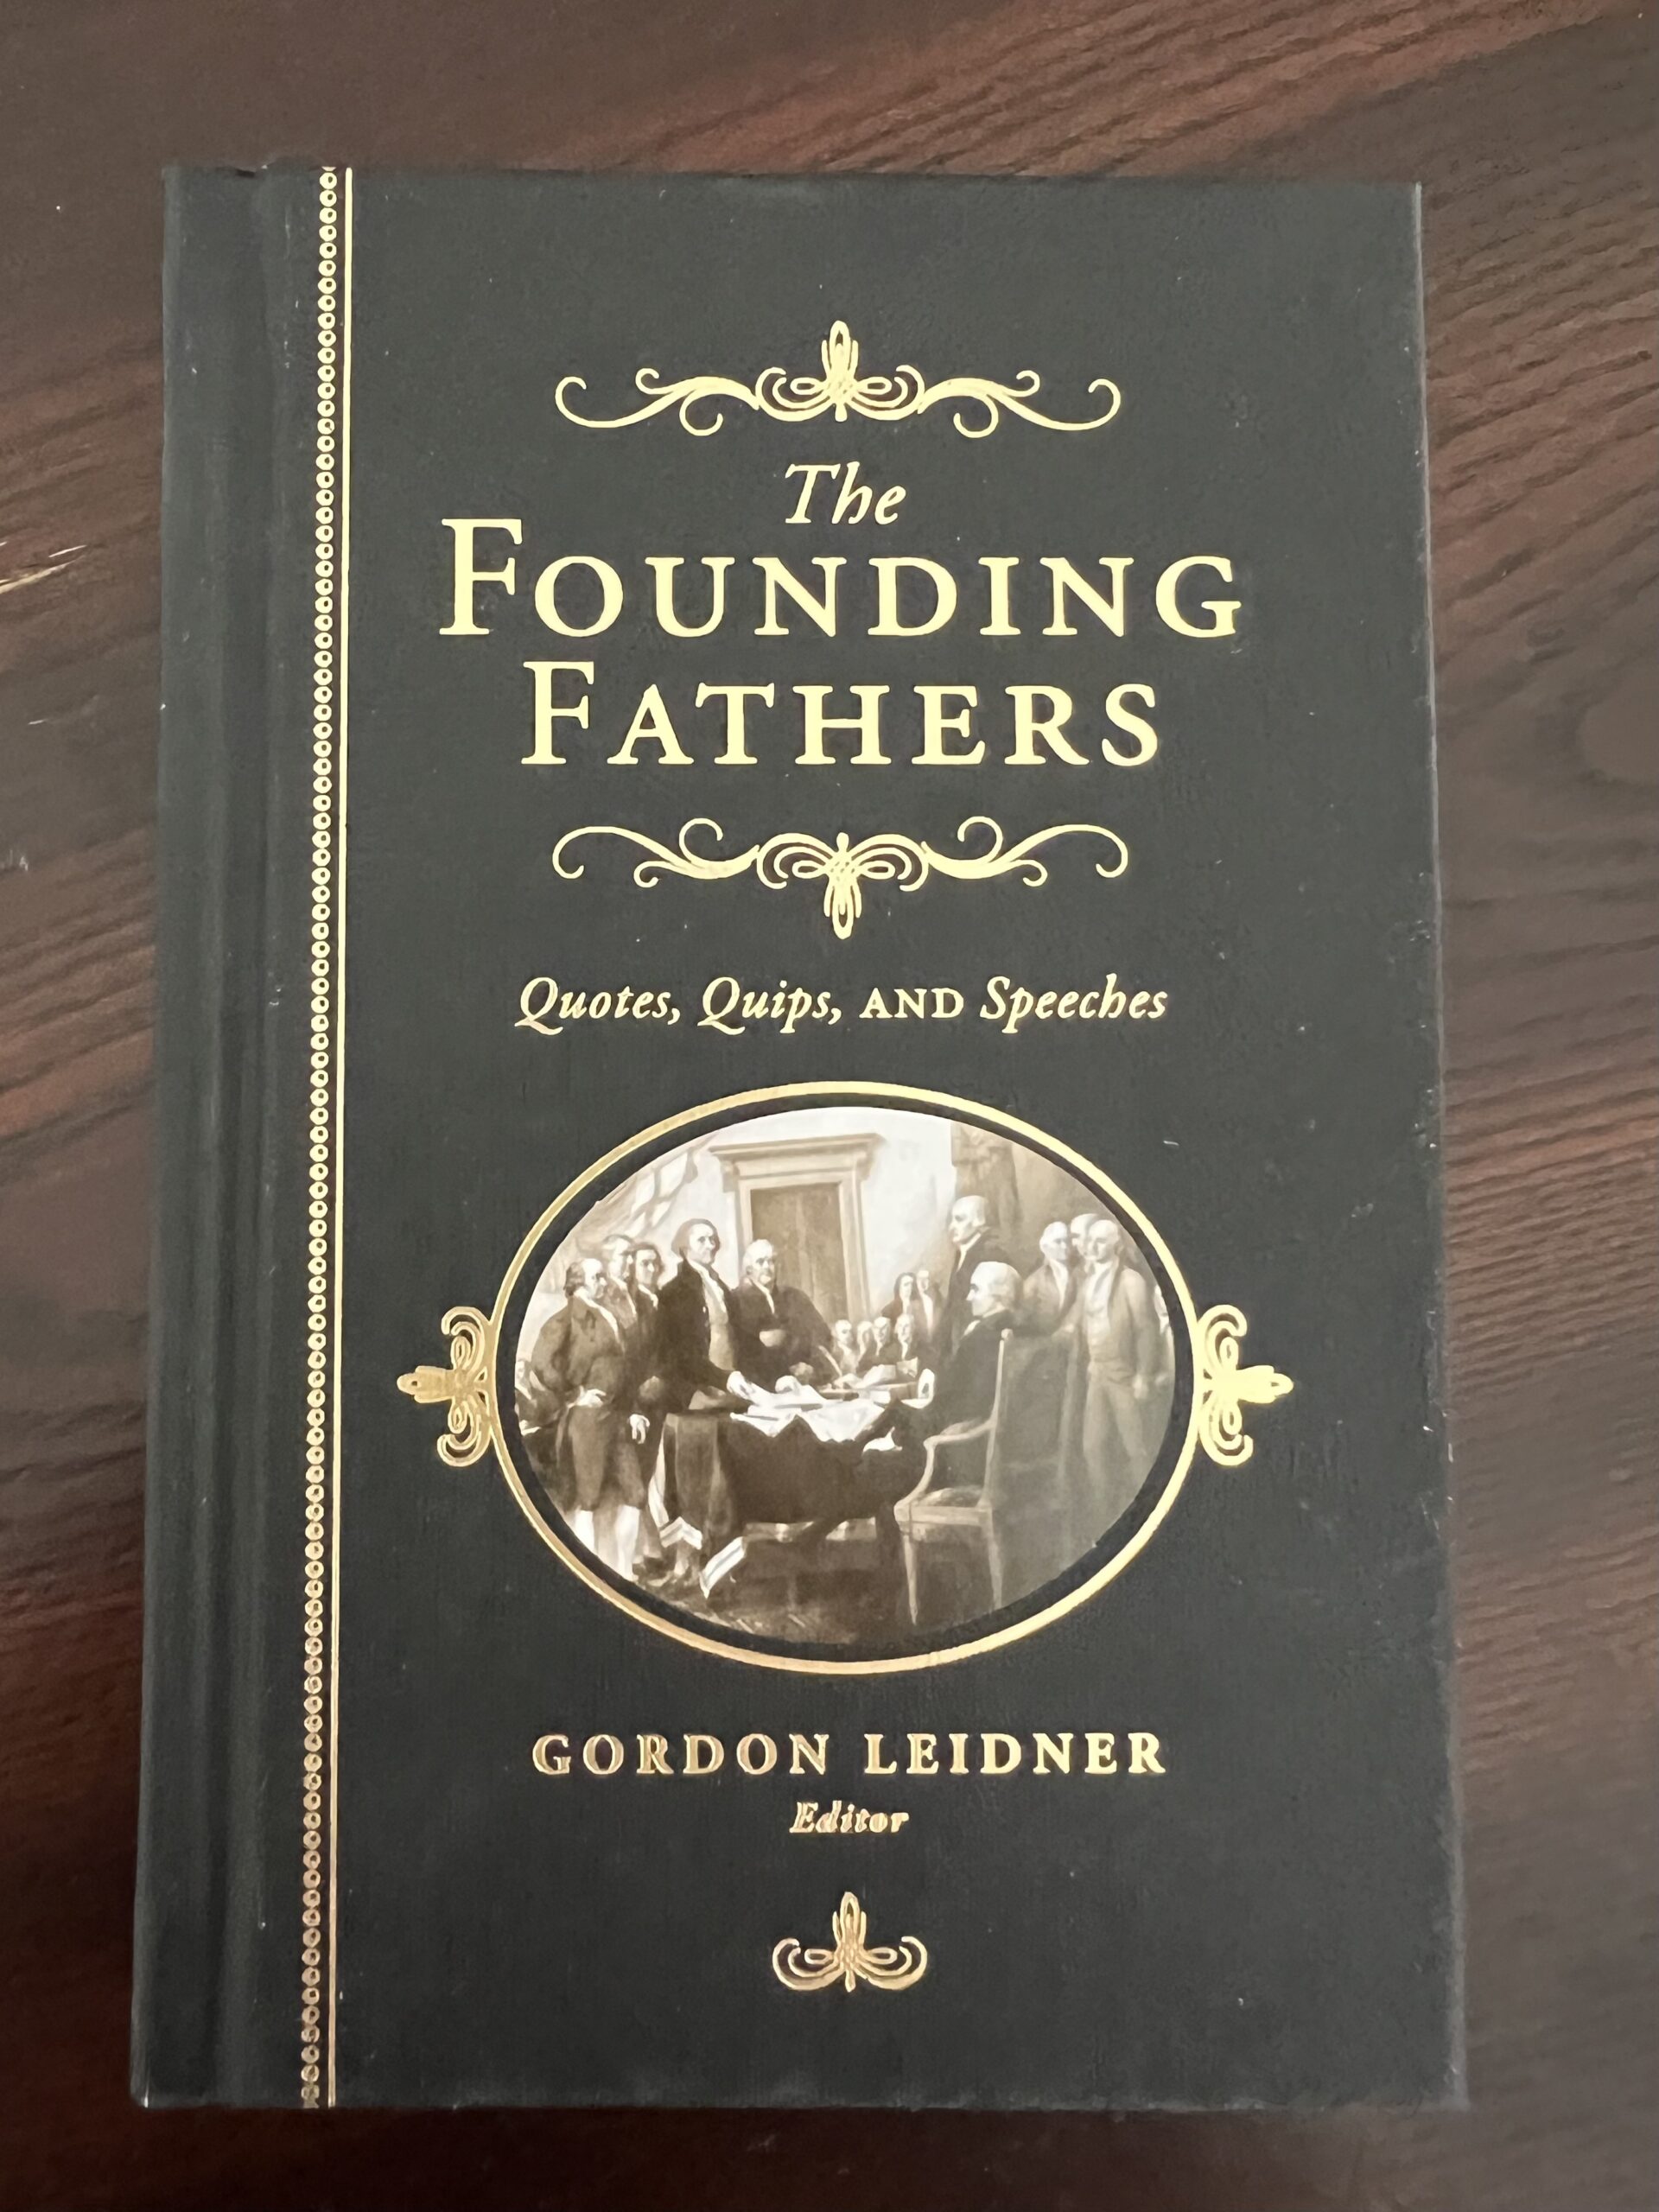 The
FOUNDING
FATHERS
Quotes, Quips, AND Speeches
GORDON LEIDNER
Editor